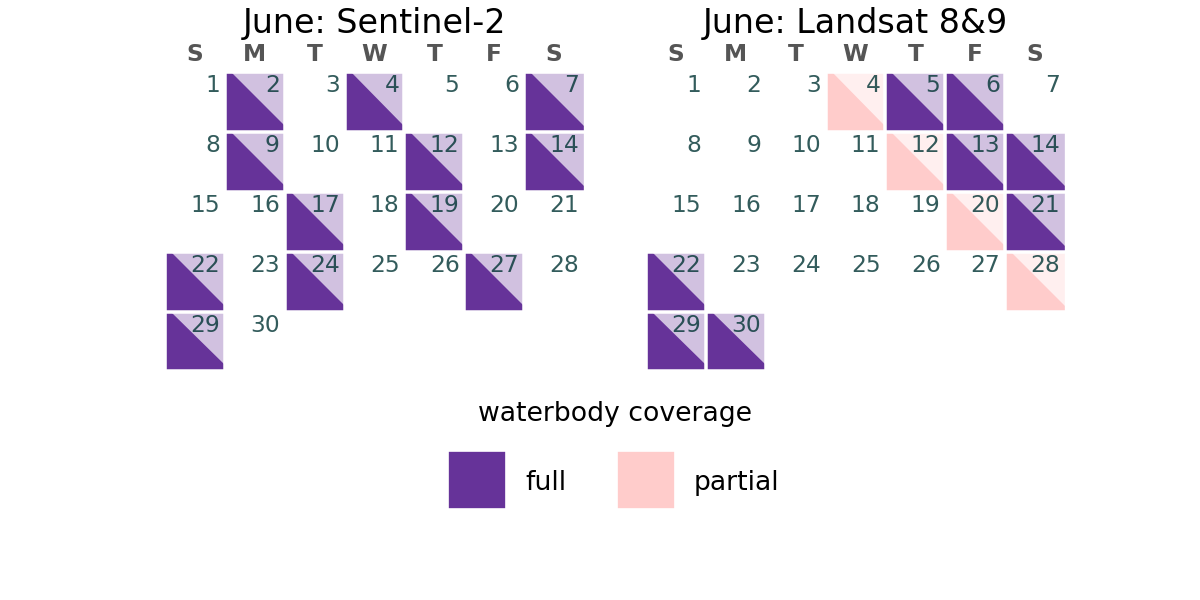 June: Sentinel-2
S M T W T F S
1 2 3 4 5 6 7
8 9 10 11 12 13 14
15 16 17 18 19 20 21
22 23 24 25 26 27 28
29 30
June: Landsat 8&9
S M T W T F S
1 2 3 4 5 6 7
8 9 10 11 12 13 14
15 16 17 18 19 20 21
22 23 24 25 26 27 28
29 30
waterbody coverage
full partial